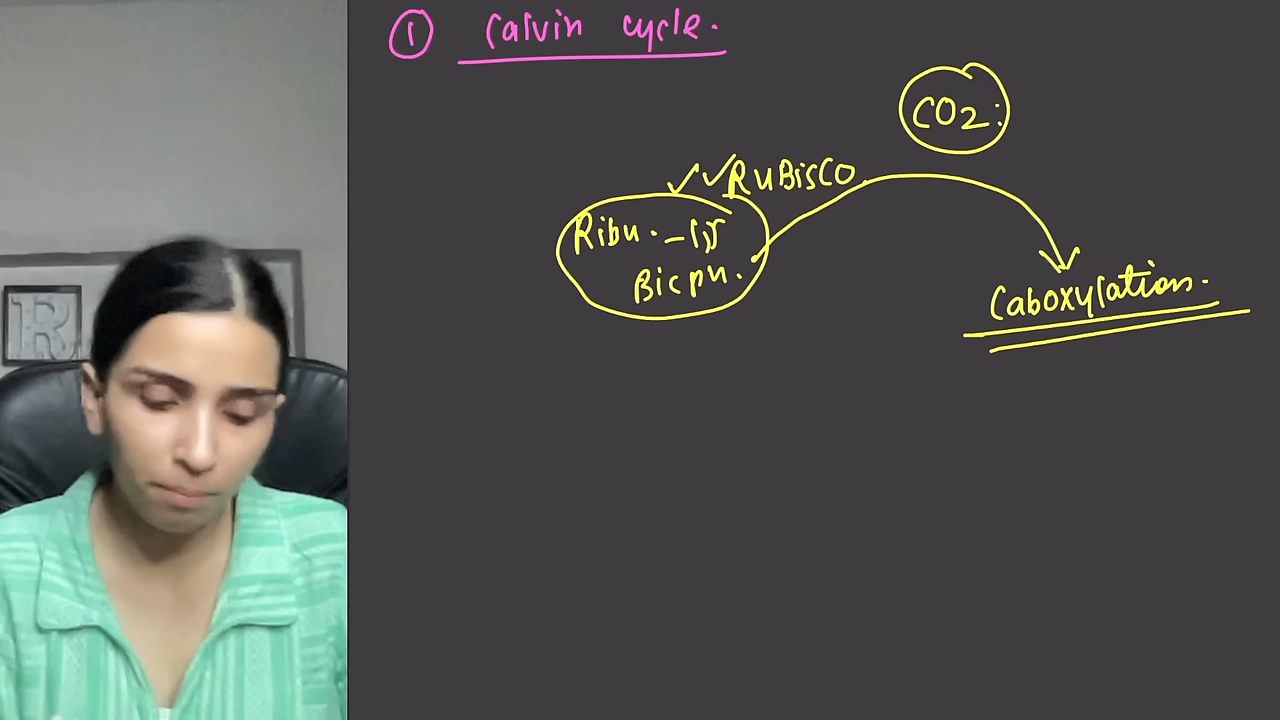 ① Calvin cycle.
CO2:
RuBisCO
Ribu. - 1,5
Bicpu.
Caboxylation.
R